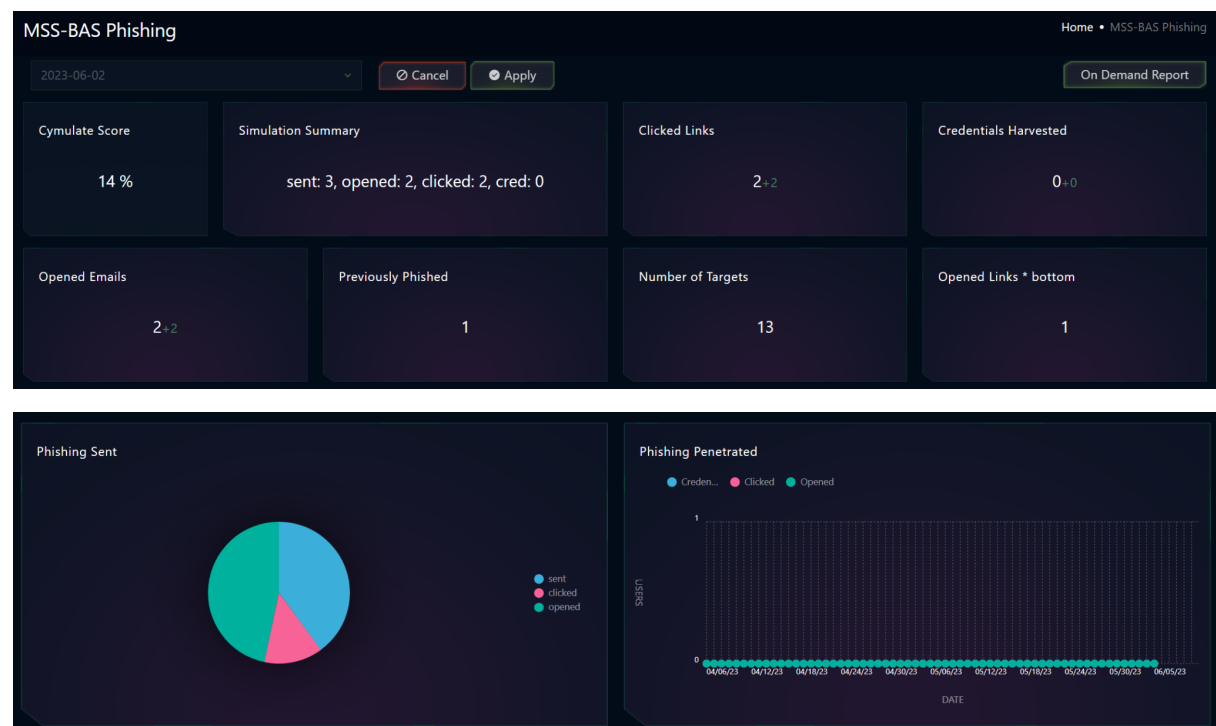 MSS-BAS Phishing
Home • MSS-BAS Phishing
2023-06-02
Cancel
Apply
On Demand Report
Cymulate Score
14 %
Simulation Summary
sent: 3, opened: 2, clicked: 2, cred: 0
Clicked Links
2+2
Credentials Harvested
0+0
Opened Emails
2+2
Previously Phished
1
Number of Targets
13
Opened Links * bottom
1
Phishing Sent
sent
clicked
opened
Phishing Penetrated
Creden... Clicked Opened
1
USERS
0
04/06/23 04/12/23 04/18/23 04/24/23 04/30/23 05/06/23 05/12/23 05/18/23 05/24/23 05/30/23 06/05/23
DATE